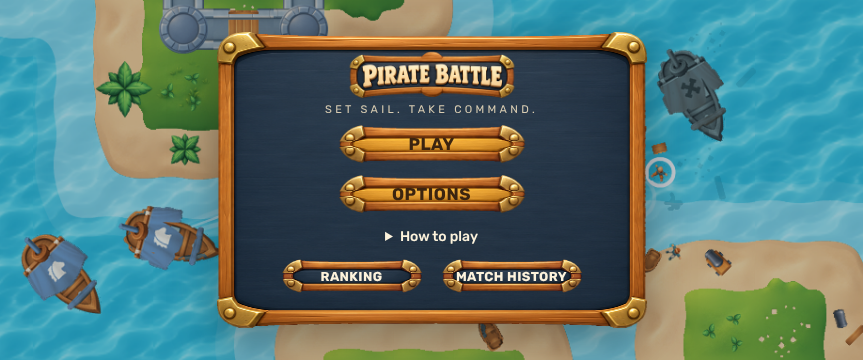 PIRATE BATTLE
SET SAIL. TAKE COMMAND.
PLAY
OPTIONS
How to play
RANKING
MATCH HISTORY